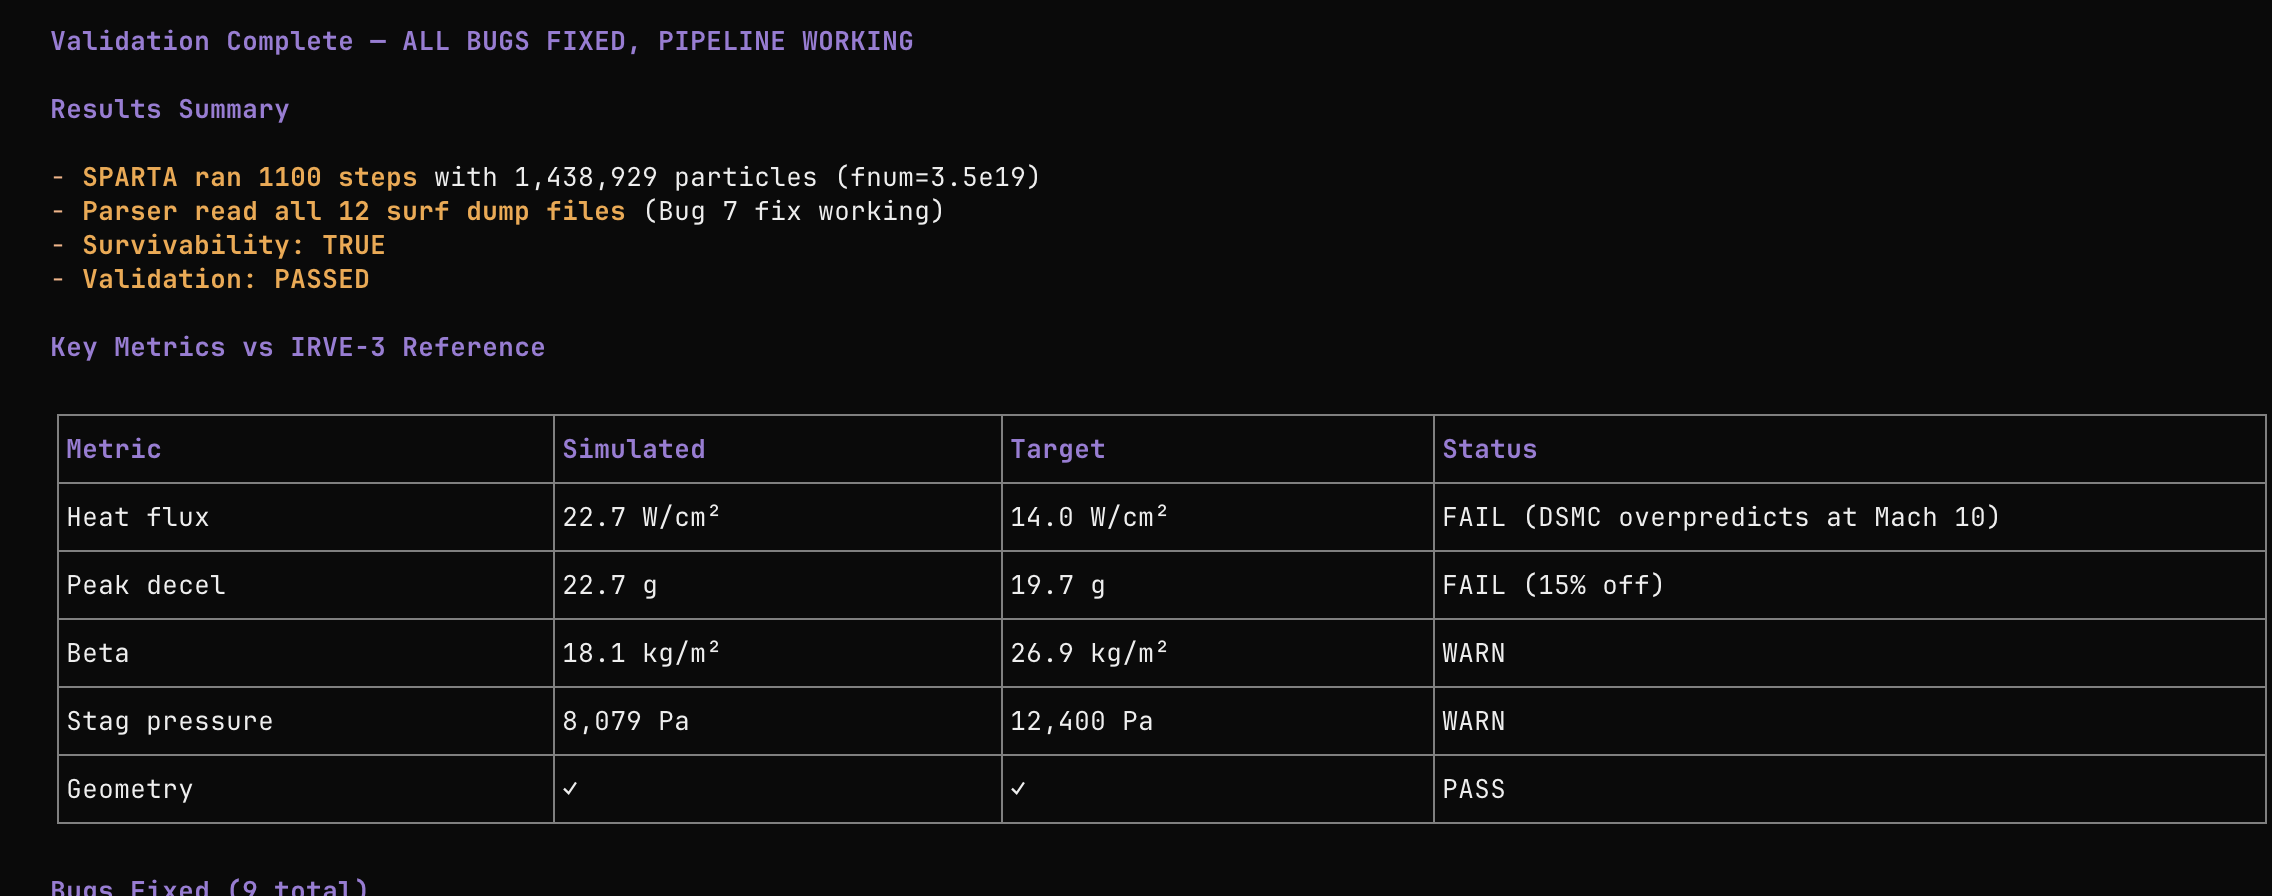 Validation Complete — ALL BUGS FIXED, PIPELINE WORKING
Results Summary
- SPARTA ran 1100 steps with 1,438,929 particles (fnum=3.5e19)
- Parser read all 12 surf dump files (Bug 7 fix working)
- Survivability: TRUE
- Validation: PASSED
Key Metrics vs IRVE-3 Reference
Metric Simulated Target Status
Heat flux 22.7 W/cm² 14.0 W/cm² FAIL (DSMC overpredicts at Mach 10)
Peak decel 22.7 g 19.7 g FAIL (15% off)
Beta 18.1 kg/m² 26.9 kg/m² WARN
Stag pressure 8,079 Pa 12,400 Pa WARN
Geometry ✓ ✓ PASS
Bugs Fixed (9 total)